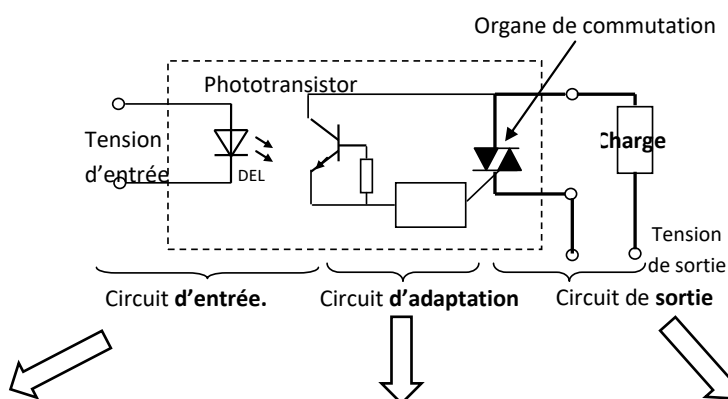 Organe de commutation
Phototransistor
Tension
d’entrée
DEL
Charge
Tension
de sortie
Circuit d’entrée.
Circuit d’adaptation
Circuit de sortie